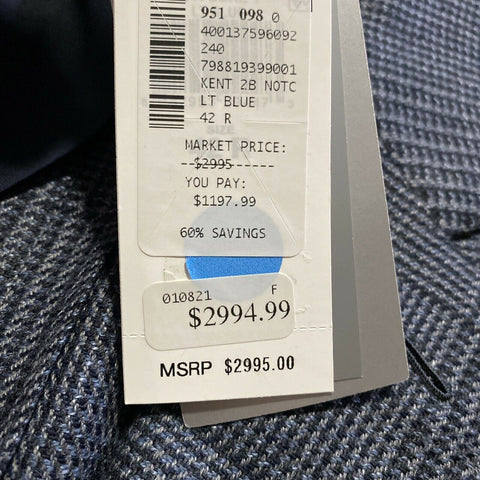 951 098 0
400137596092
240
798819399001
KENT 2B NOTC
LT BLUE
42 R
MARKET PRICE:
$2995
YOU PAY:
$1197.99
60% SAVINGS
010821 F
$2994.99
MSRP $2995.00